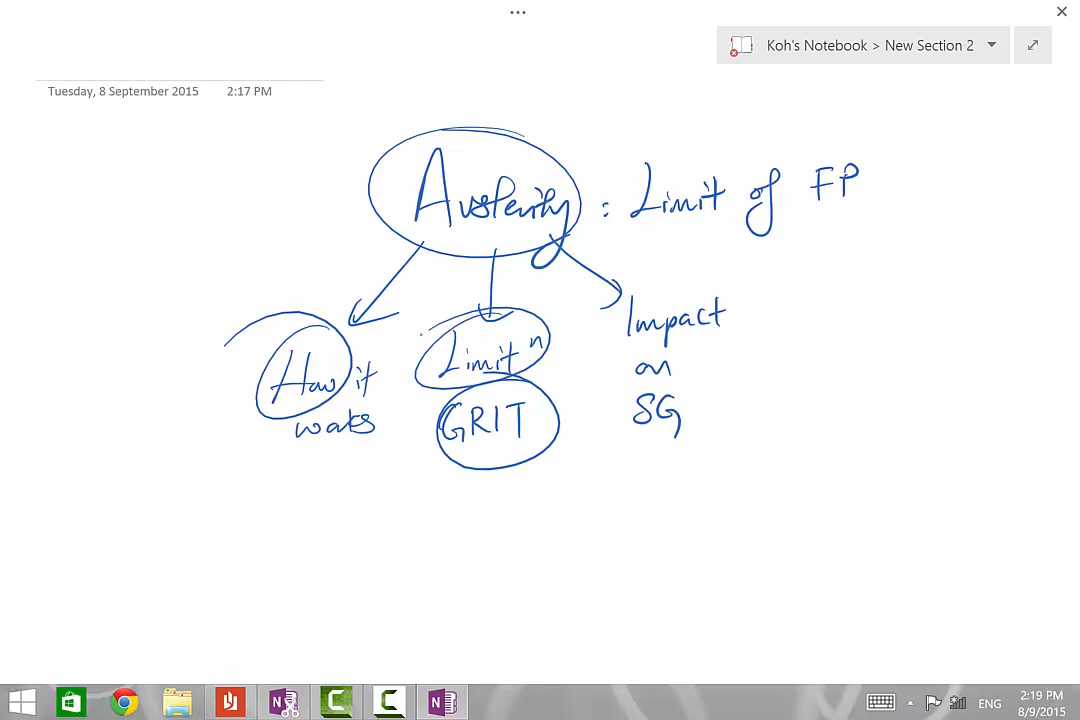 Koh's Notebook > New Section 2
Tuesday, 8 September 2015 2:17 PM
Austerity : Limit of FP
How it works
Limitⁿ
GRIT
Impact
on
SG
ENG
2:19 PM
8/9/2015